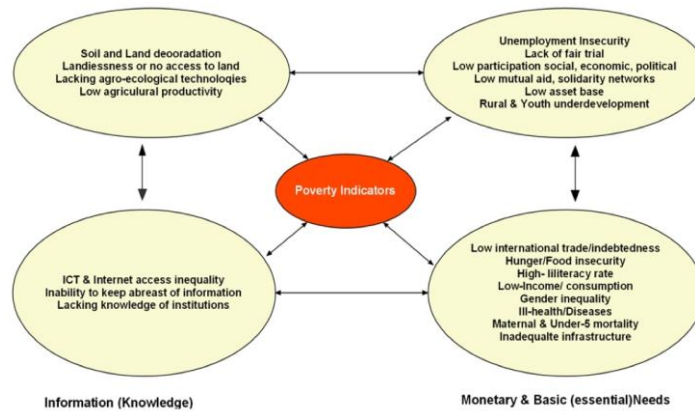 Soil and Land deooradation
Landiessness or no access to land
Lacking agro-ecological technologies
Low agriculural productivity
Unemployment Insecurity
Lack of fair trial
Low participation social, economic, political
Low mutual aid, solidarity networks
Low asset base
Rural & Youth underdevelopment
Poverty Indicators
ICT & Internet access inequality
Inability to keep abreast of information
Lacking knowledge of institutions
Low international trade/indebtedness
Hunger/Food insecurity
High- Iliiteracy rate
Low-Income/ consumption
Gender inequality
Ill-health/Diseases
Maternal & Under-5 mortality
Inadequalte infrastructure
Information (Knowledge)
Monetary & Basic (essential)Needs